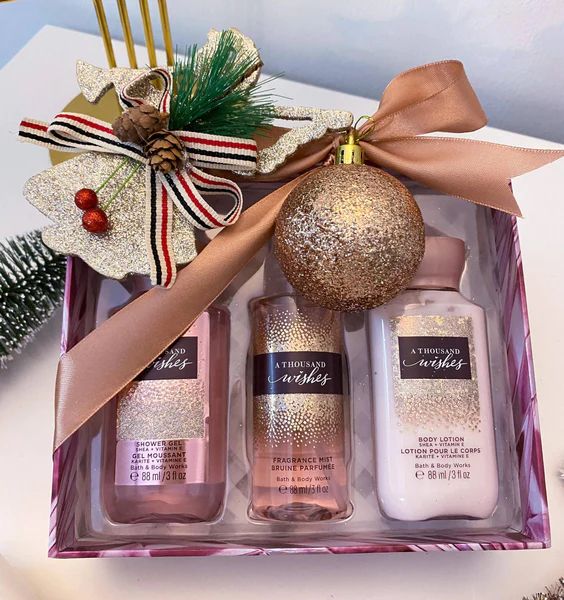 A THOUSAND
wishes
SHOWER GEL
SHEA + VITAMIN E
GEL MOUSSANT
KARITÉ + VITAMINE E
Bath & Body Works
℮ 88 ml / 3 fl oz
A THOUSAND
wishes
FRAGRANCE MIST
BRUINE PARFUMÉE
Bath & Body Works
℮ 88 ml / 3 fl oz
A THOUSAND
wishes
BODY LOTION
SHEA + VITAMIN E
LOTION POUR LE CORPS
KARITÉ + VITAMINE E
Bath & Body Works
℮ 88 ml / 3 fl oz